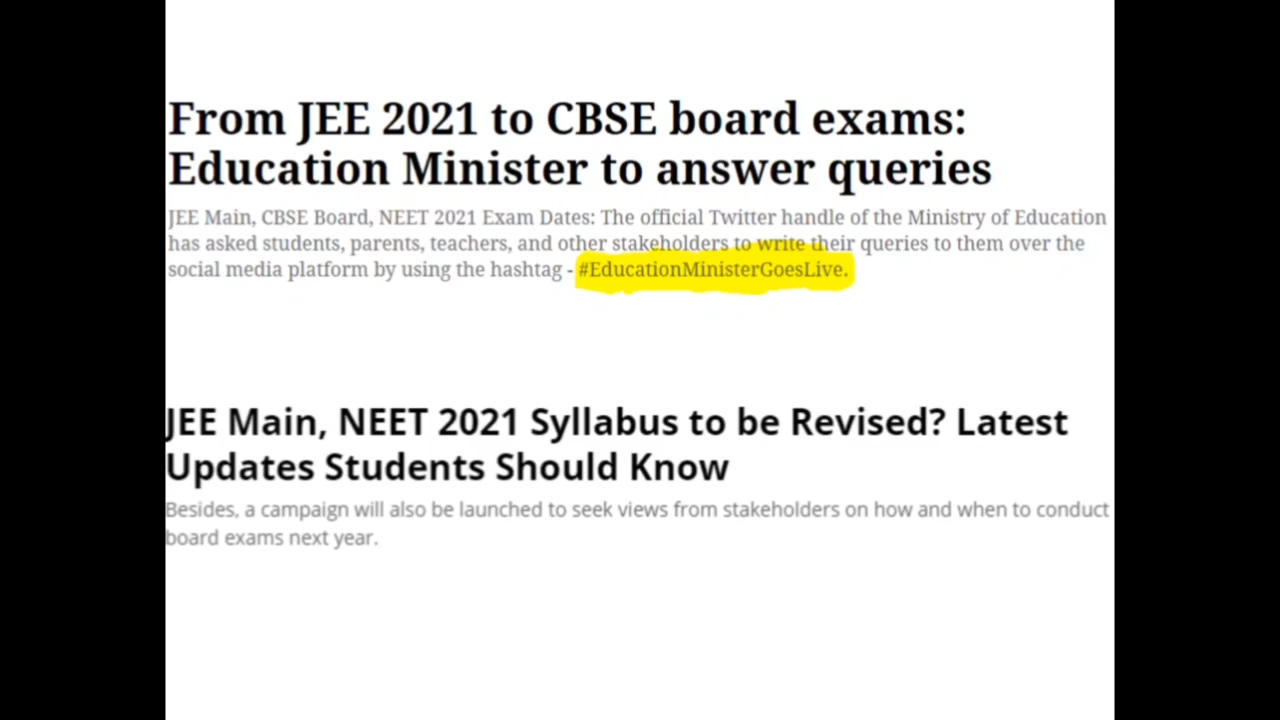 From JEE 2021 to CBSE board exams:
Education Minister to answer queries
JEE Main, CBSE Board, NEET 2021 Exam Dates: The official Twitter handle of the Ministry of Education
has asked students, parents, teachers, and other stakeholders to write their queries to them over the
social media platform by using the hashtag - #EducationMinisterGoesLive.
JEE Main, NEET 2021 Syllabus to be Revised? Latest
Updates Students Should Know
Besides, a campaign will also be launched to seek views from stakeholders on how and when to conduct
board exams next year.